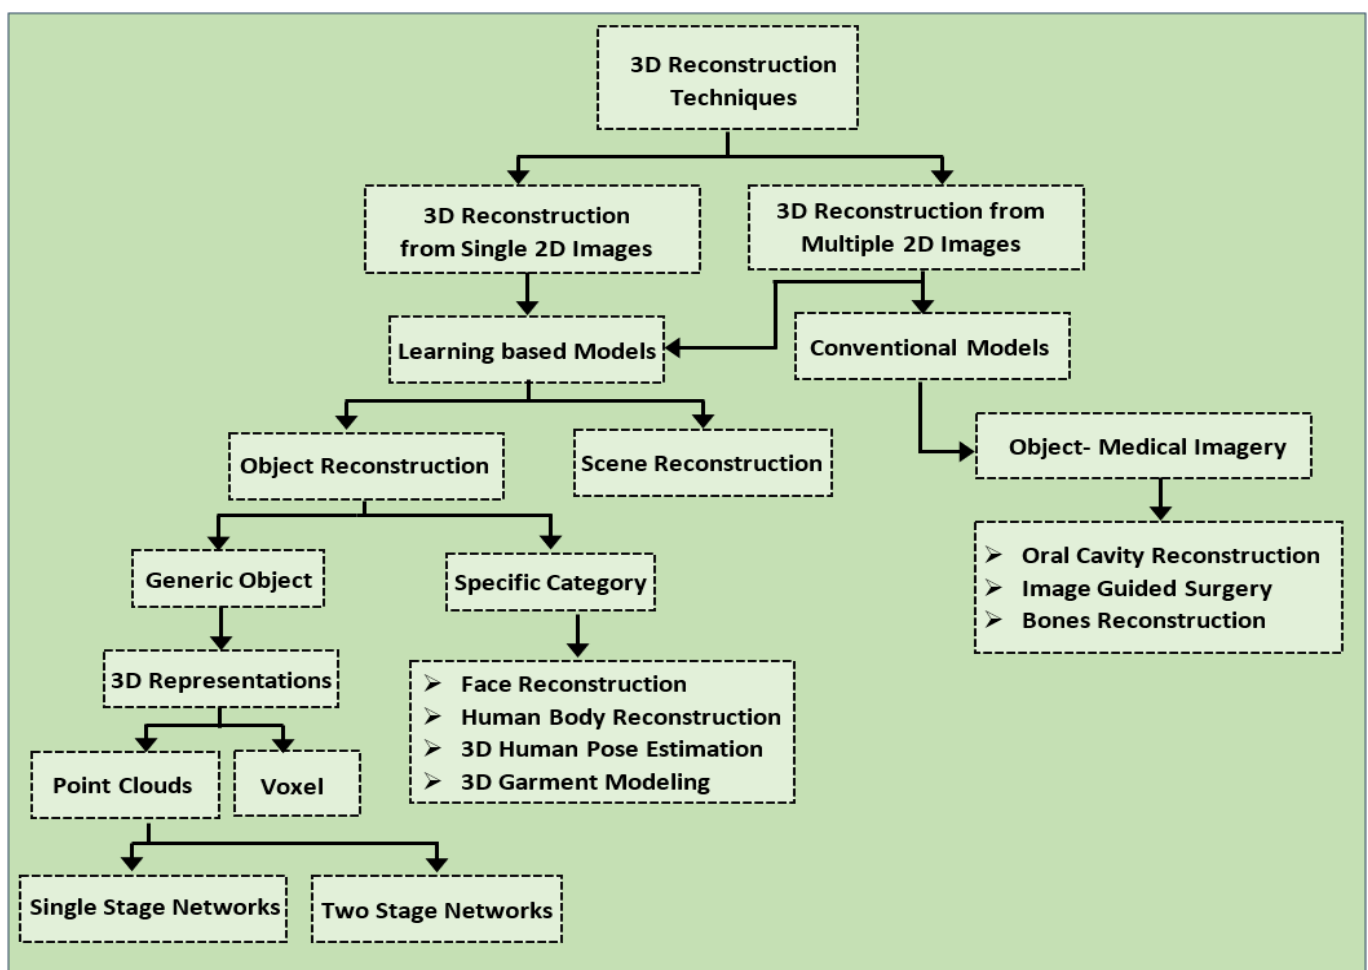 3D Reconstruction
Techniques
3D Reconstruction
from Single 2D Images
3D Reconstruction from
Multiple 2D Images
Learning based Models
Conventional Models
Object Reconstruction
Scene Reconstruction
Object- Medical Imagery
Generic Object
Specific Category
Oral Cavity Reconstruction
Image Guided Surgery
Bones Reconstruction
3D Representations
Face Reconstruction
Human Body Reconstruction
3D Human Pose Estimation
3D Garment Modeling
Point Clouds
Voxel
Single Stage Networks
Two Stage Networks